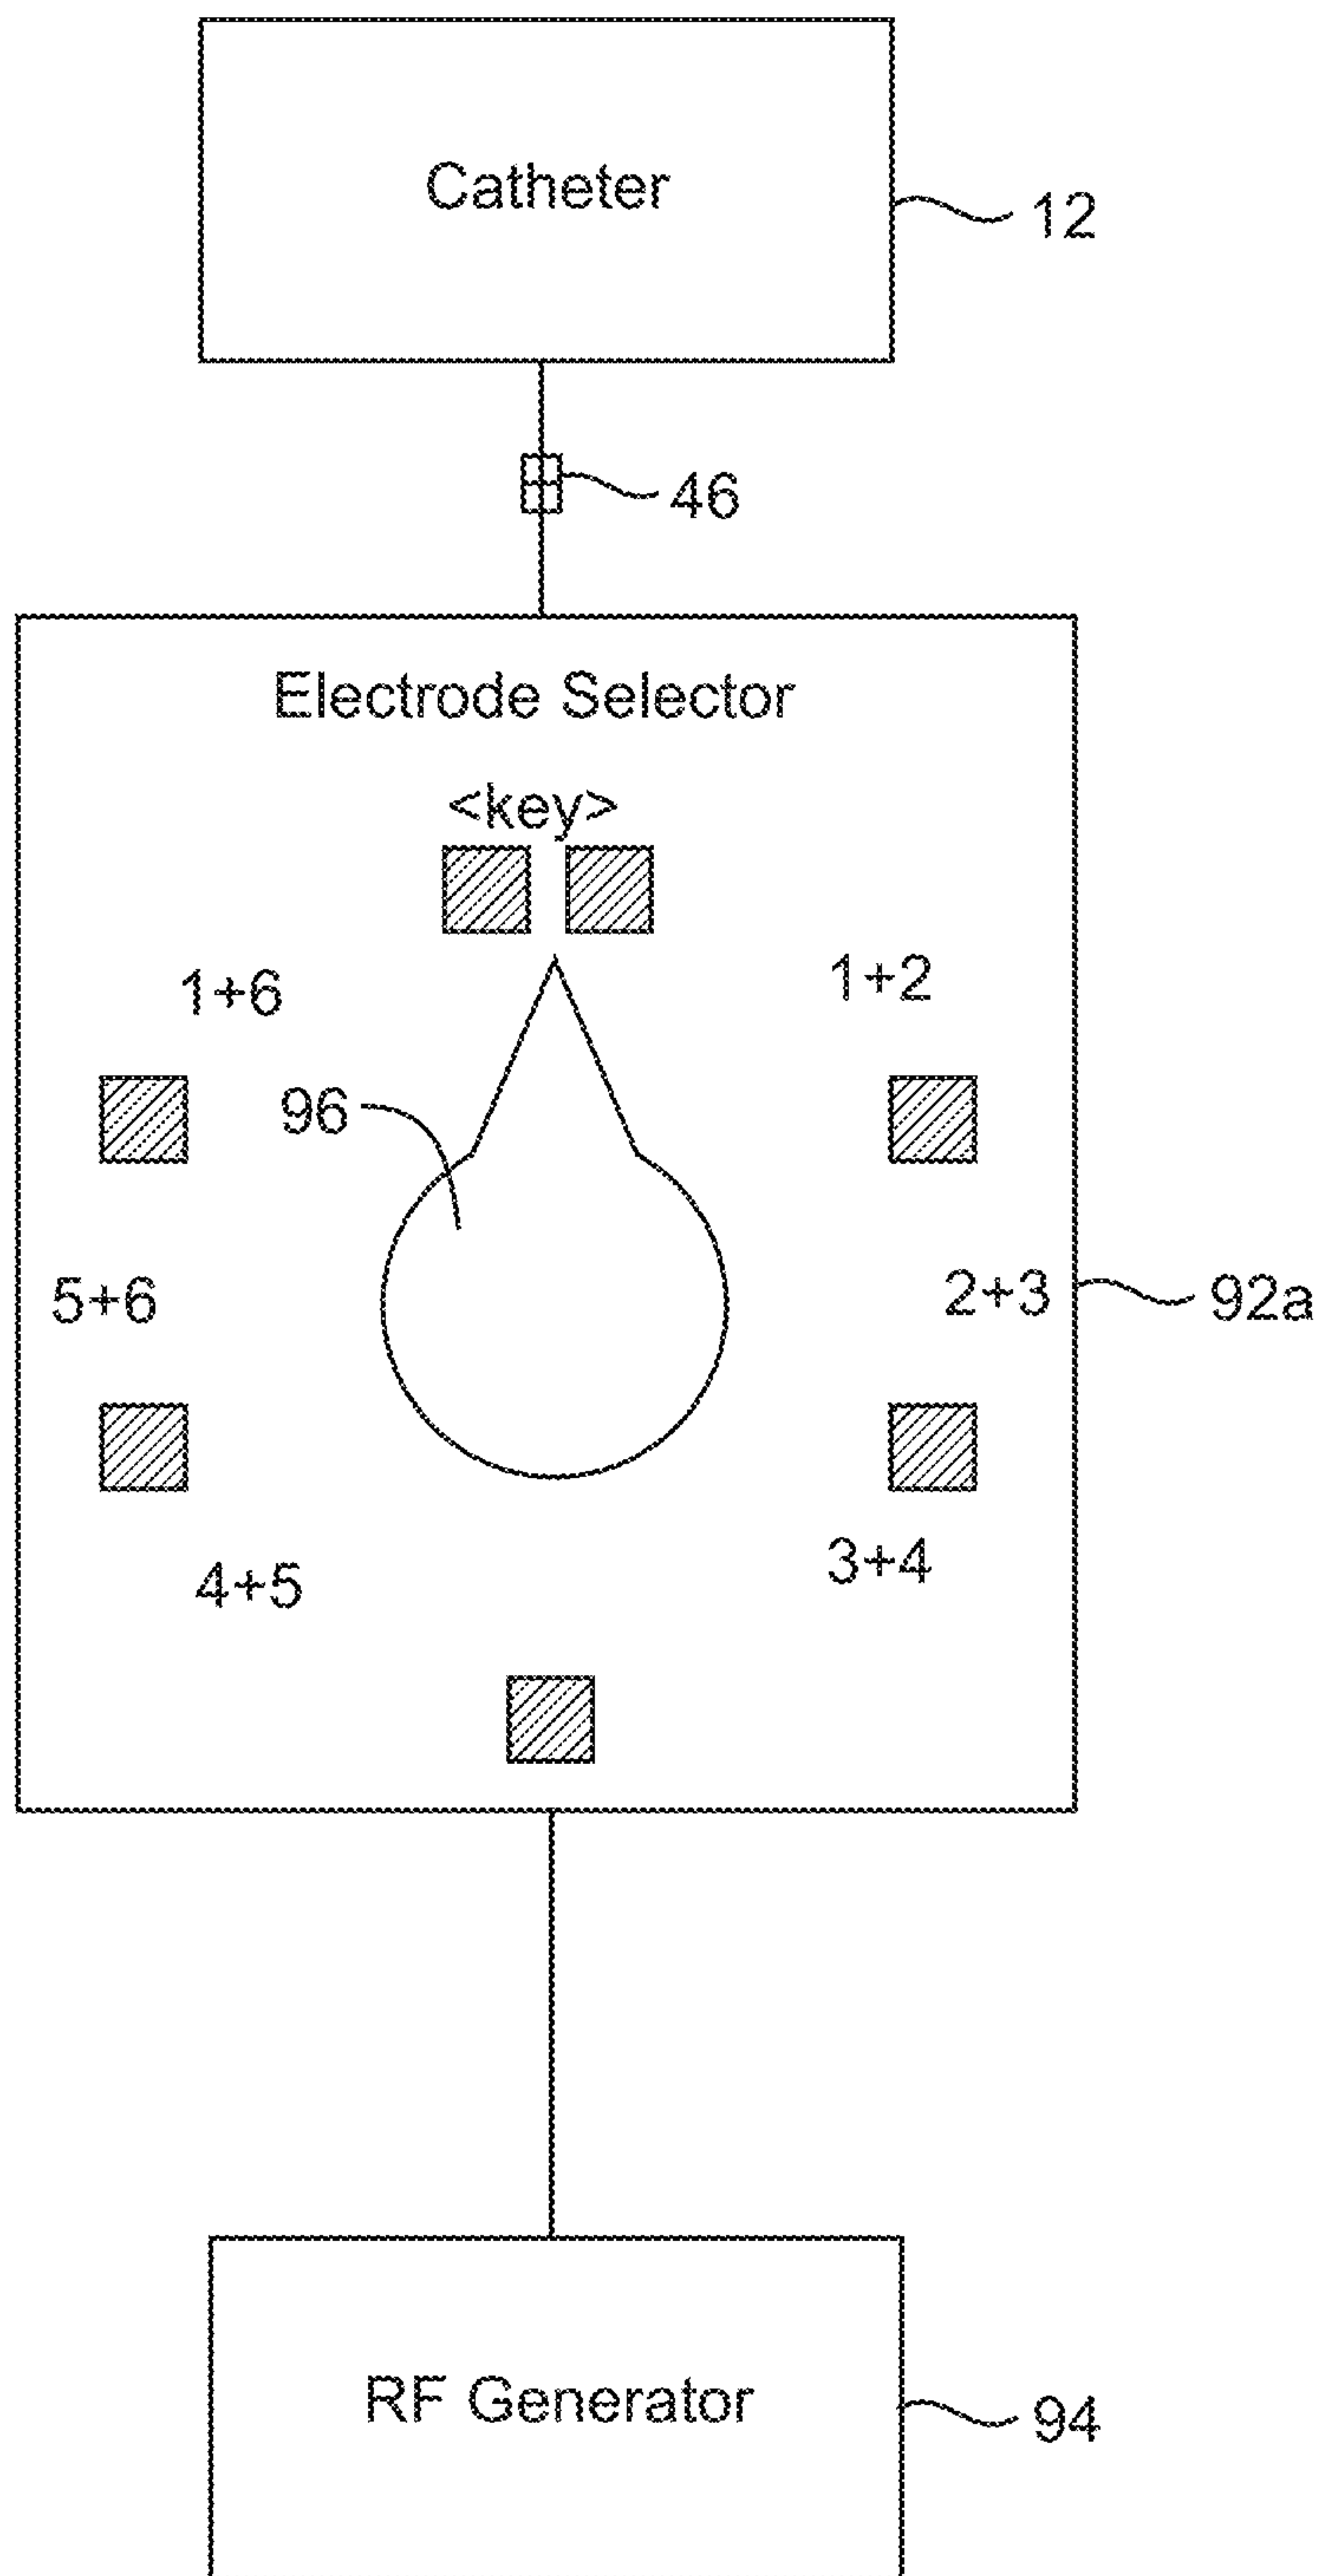 Catheter
12
46
Electrode Selector
<key>
1+6
1+2
96
5+6
2+3
92a
4+5
3+4
RF Generator
94